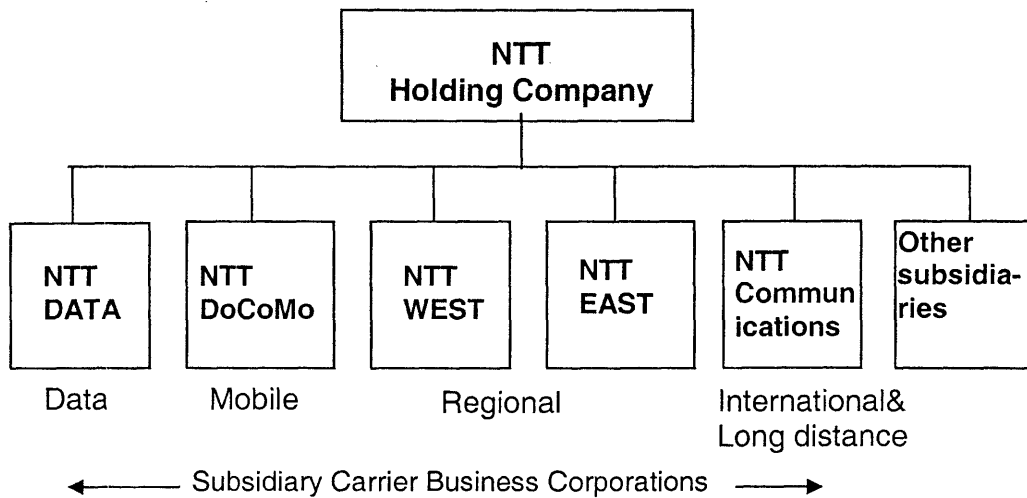 NTT
Holding Company
NTT
DATA
NTT
DoCoMo
NTT
WEST
NTT
EAST
NTT
Commun
ications
Other
subsidia-
ries
Data
Mobile
Regional
International&
Long distance
Subsidiary Carrier Business Corporations